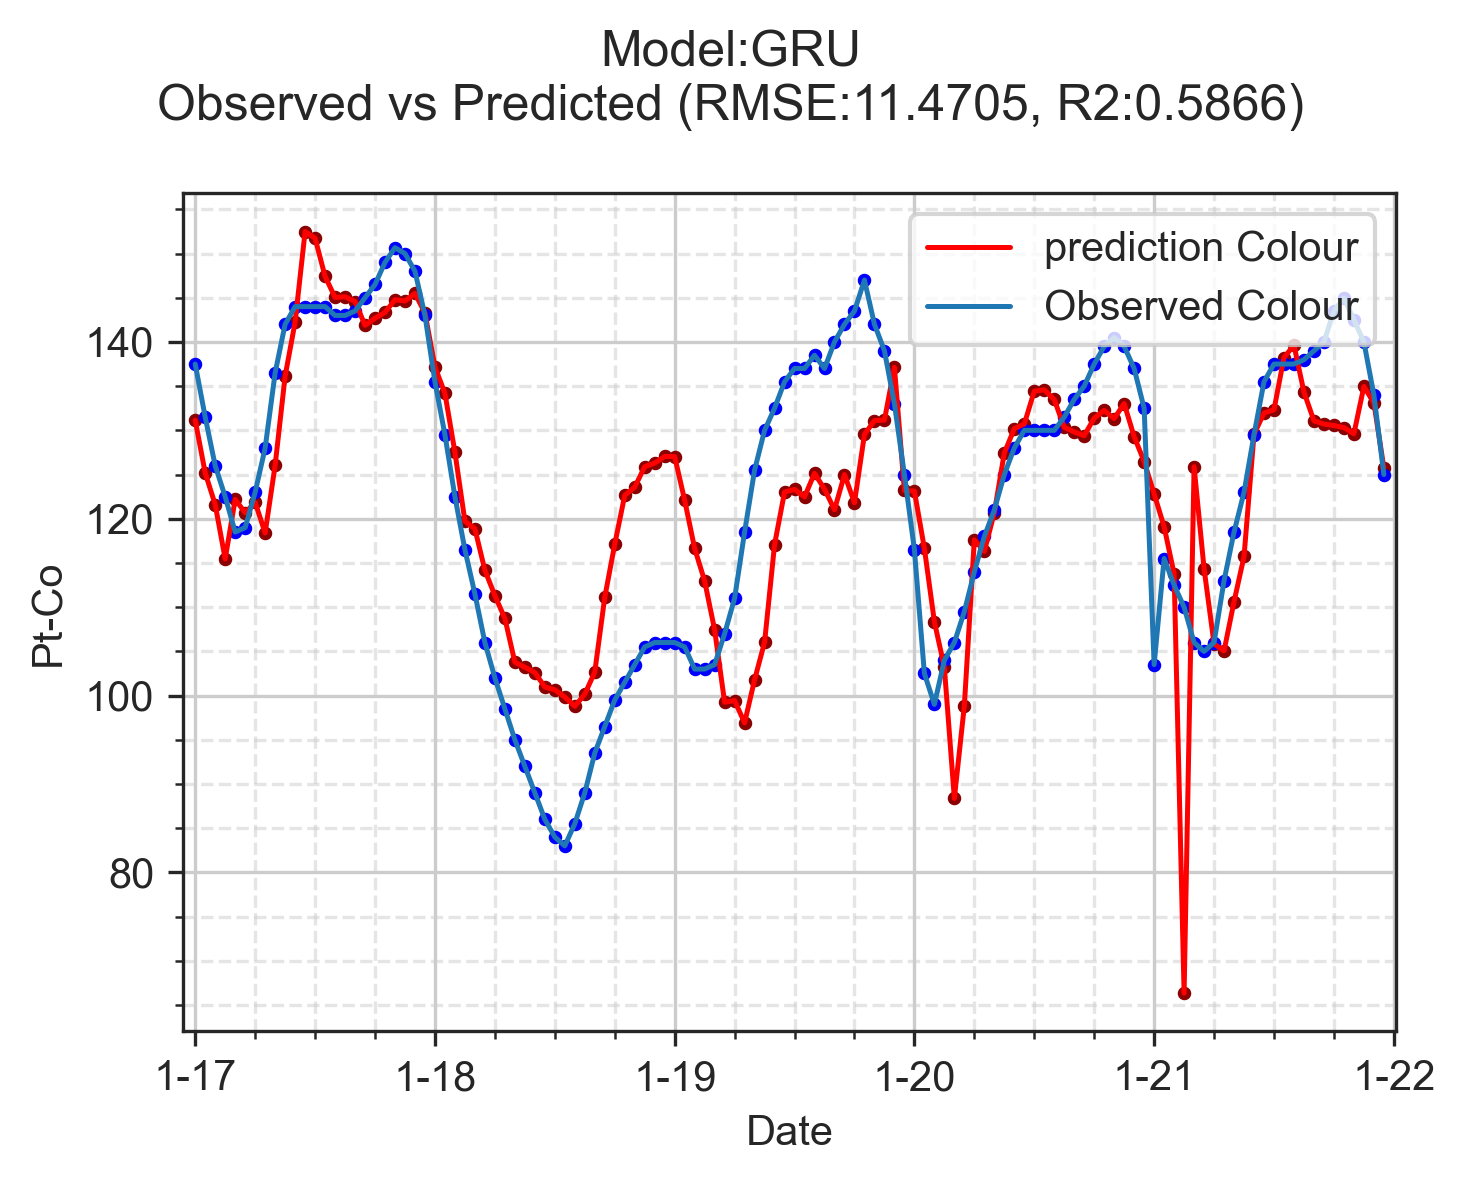 Model:GRU
Observed vs Predicted (RMSE:11.4705, R2:0.5866)
prediction Colour
Observed Colour
140
120
100
80
Pt-Co
1-17 1-18 1-19 1-20 1-21 1-22
Date